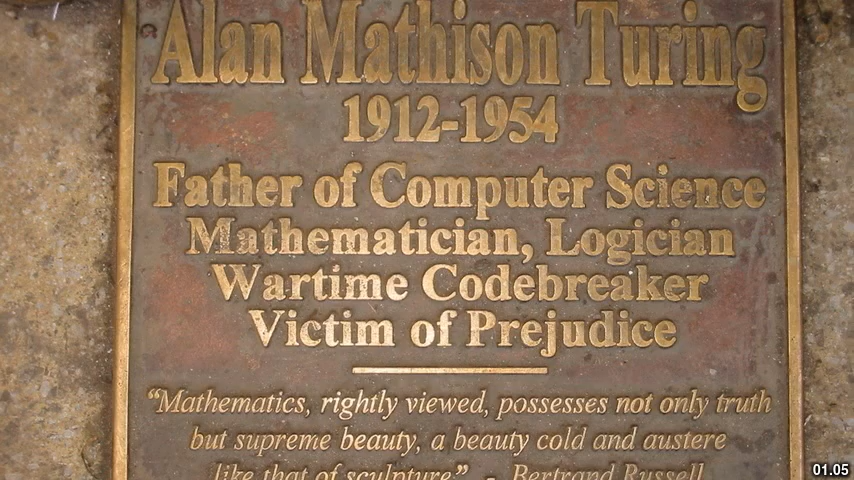 Alan Mathison Turing
1912-1954
Father of Computer Science
Mathematician, Logician
Wartime Codebreaker
Victim of Prejudice
“Mathematics, rightly viewed, possesses not only truth
but supreme beauty, a beauty cold and austere
like that of sculpture” - Bertrand Russell
01.05